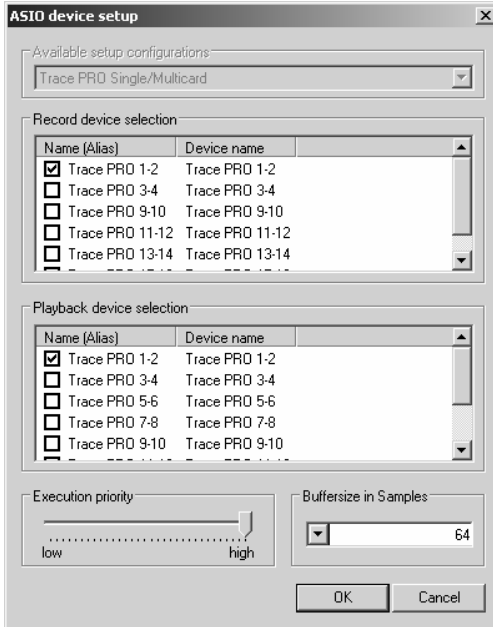 ASIO device setup
Available setup configurations
Trace PRO Single/Multicard
Record device selection
Name (Alias) Device name
Trace PRO 1-2 Trace PRO 1-2
Trace PRO 3-4 Trace PRO 3-4
Trace PRO 9-10 Trace PRO 9-10
Trace PRO 11-12 Trace PRO 11-12
Trace PRO 13-14 Trace PRO 13-14
Playback device selection
Name (Alias) Device name
Trace PRO 1-2 Trace PRO 1-2
Trace PRO 3-4 Trace PRO 3-4
Trace PRO 5-6 Trace PRO 5-6
Trace PRO 7-8 Trace PRO 7-8
Trace PRO 9-10 Trace PRO 9-10
Execution priority
low high
Buffersize in Samples
64
OK Cancel